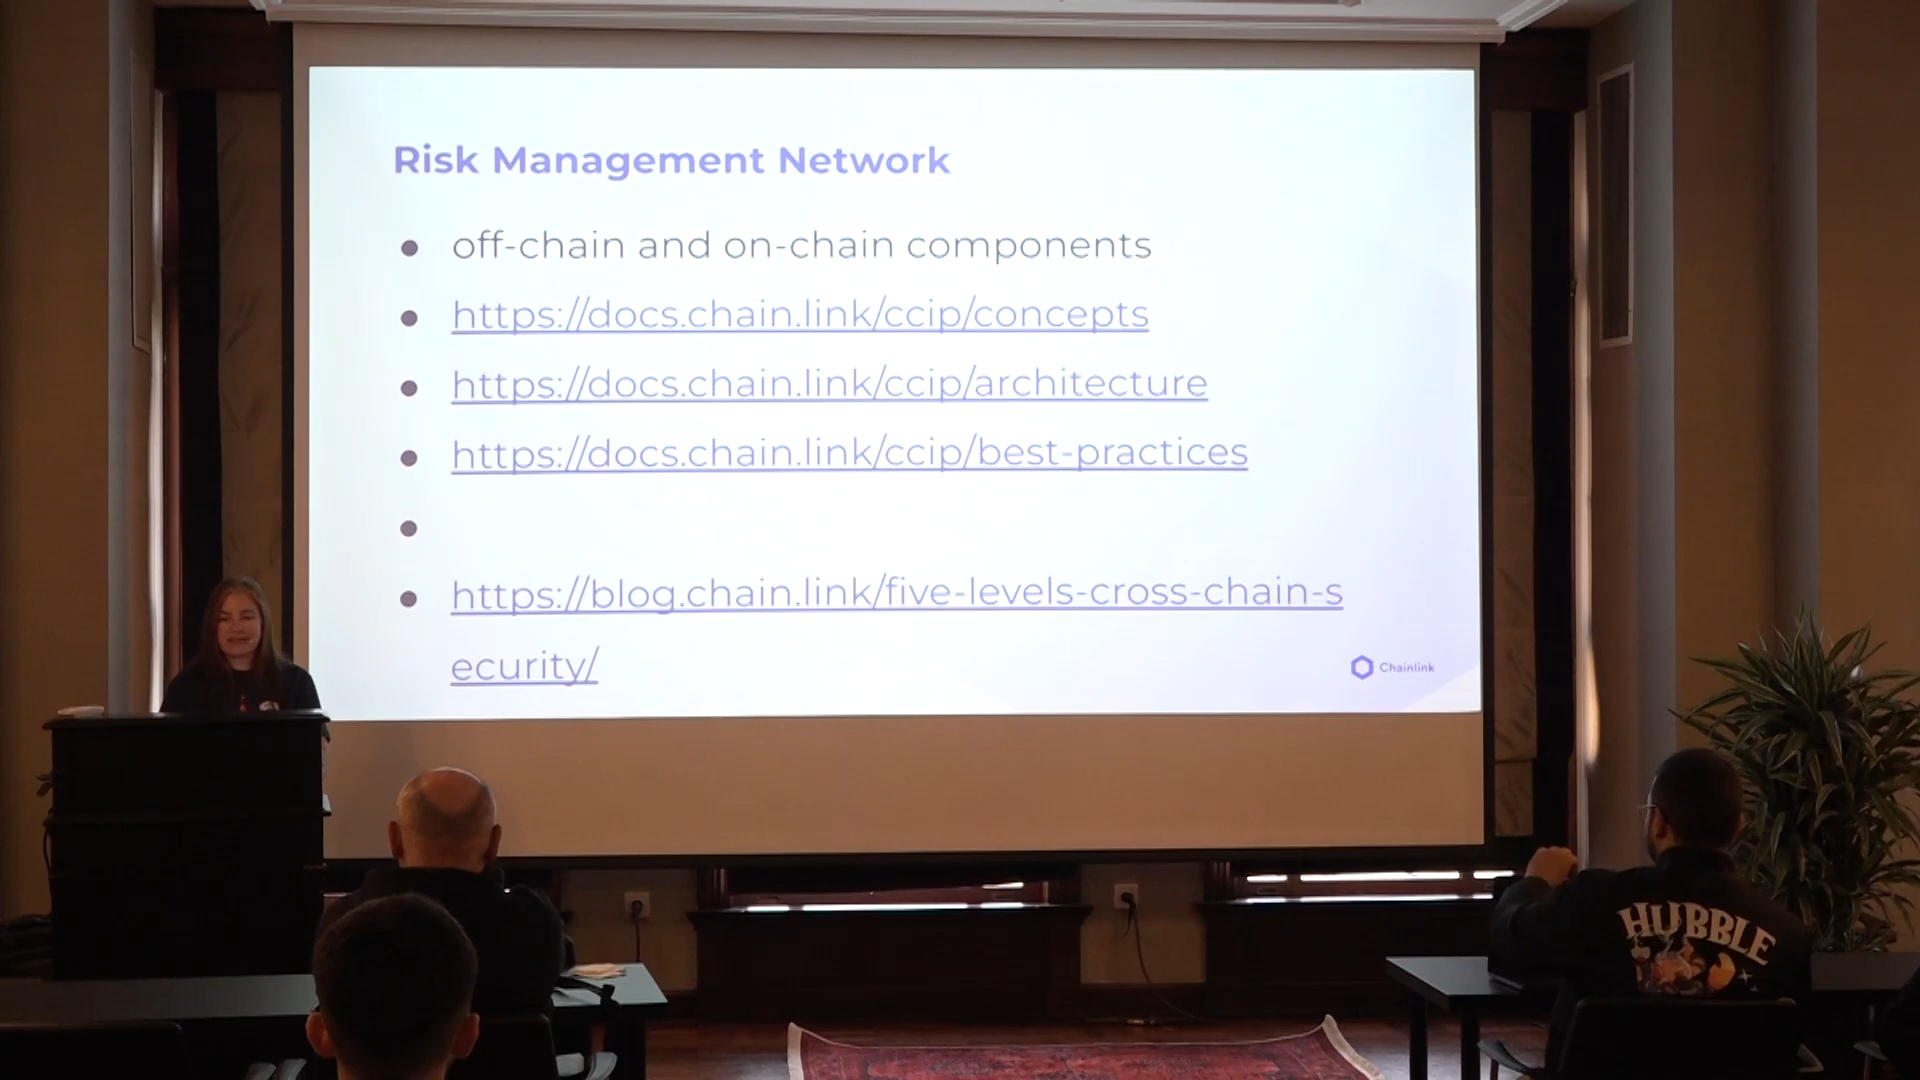 Risk Management Network
● off-chain and on-chain components
● https://docs.chain.link/ccip/concepts
● https://docs.chain.link/ccip/architecture
● https://docs.chain.link/ccip/best-practices
●
● https://blog.chain.link/five-levels-cross-chain-s
ecurity/
Chainlink
HUBBLE